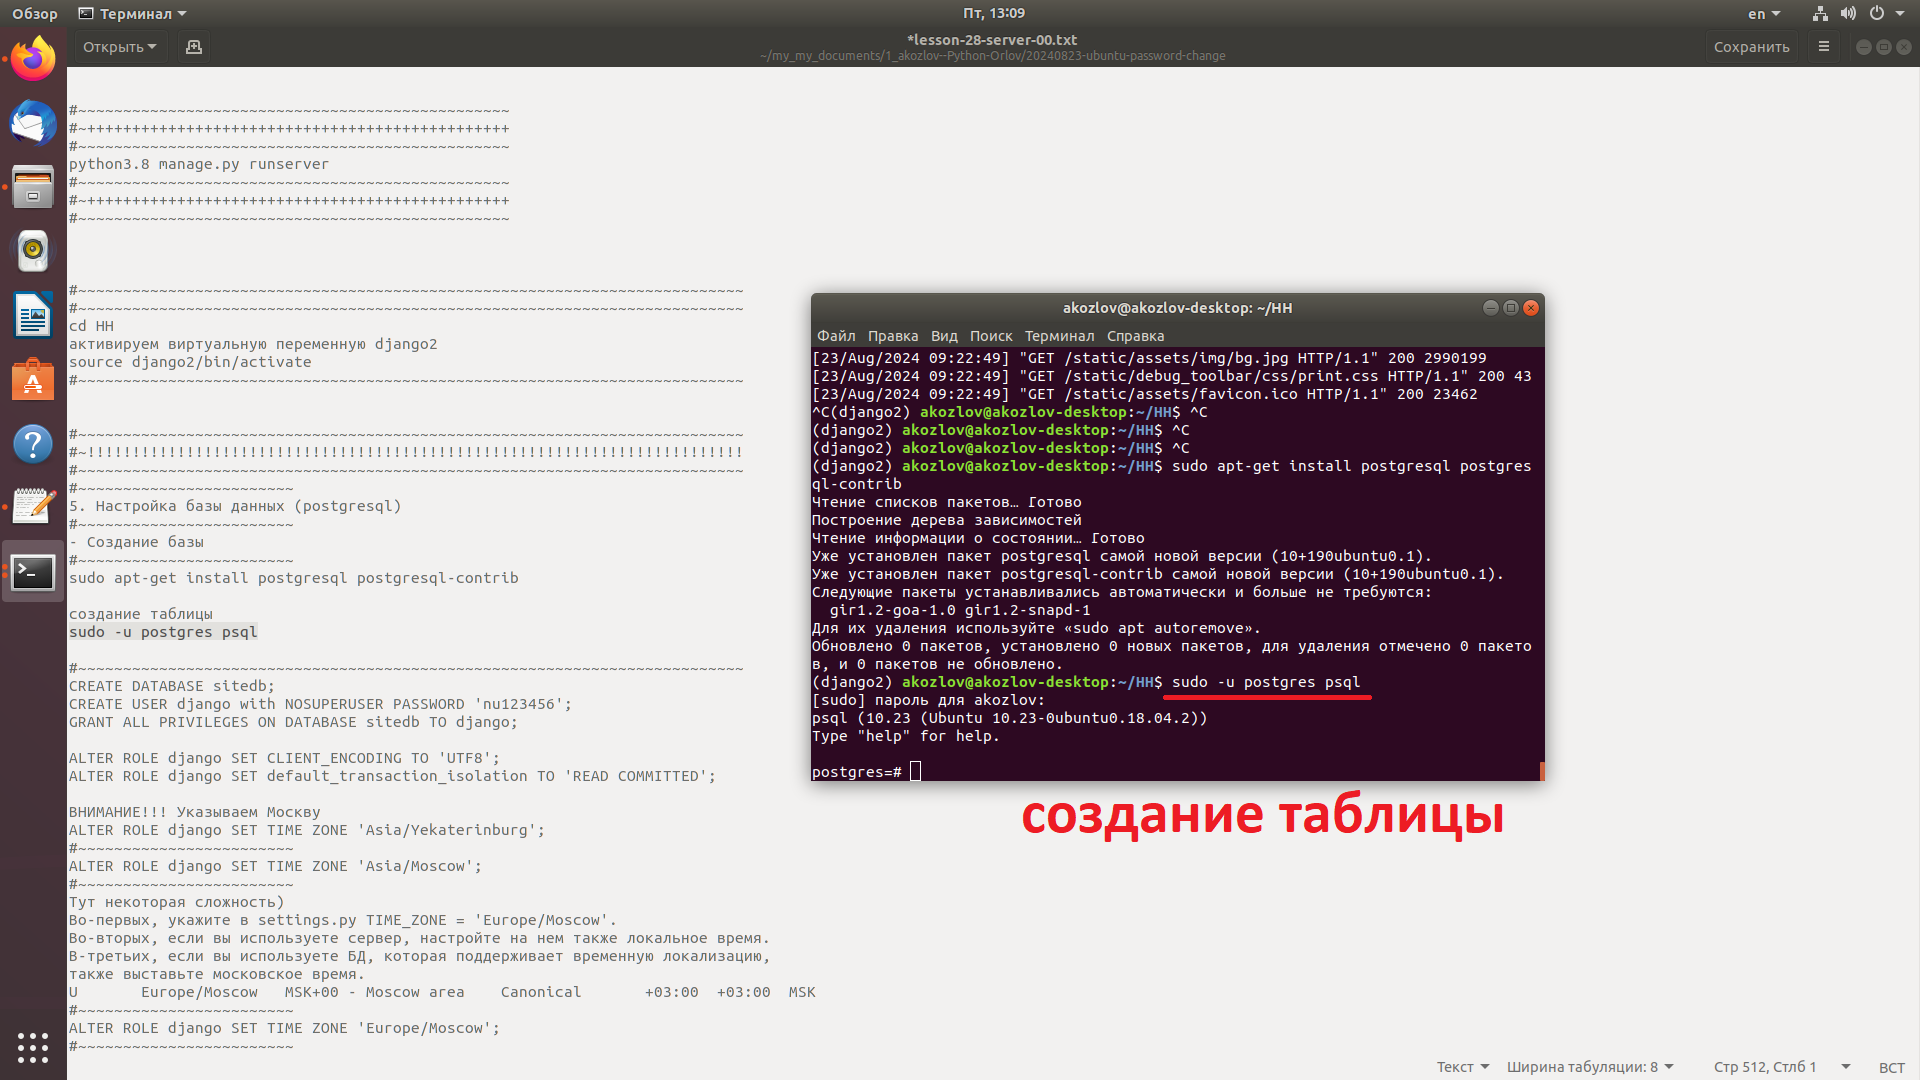 Обзор
Терминал
Пт, 13:09
en
Открыть
*lesson-28-server-00.txt
~/my_my_documents/1_akozlov--Python-Orlov/20240823-ubuntu-password-change
Сохранить
#~~~~~~~~~~~~~~~~~~~~~~~~~~~~~~~~~~~~~~~~~~~~~~~~
#~+++++++++++++++++++++++++++++++++++++++++++++++
#~~~~~~~~~~~~~~~~~~~~~~~~~~~~~~~~~~~~~~~~~~~~~~~~
python3.8 manage.py runserver
#~~~~~~~~~~~~~~~~~~~~~~~~~~~~~~~~~~~~~~~~~~~~~~~~
#~+++++++++++++++++++++++++++++++++++++++++++++++
#~~~~~~~~~~~~~~~~~~~~~~~~~~~~~~~~~~~~~~~~~~~~~~~~
#~~~~~~~~~~~~~~~~~~~~~~~~~~~~~~~~~~~~~~~~~~~~~~~~~~~~~~~~~~~~~~~~~~~~~~~~~~
#~~~~~~~~~~~~~~~~~~~~~~~~~~~~~~~~~~~~~~~~~~~~~~~~~~~~~~~~~~~~~~~~~~~~~~~~~~
cd HH
активируем виртуальную переменную django2
source django2/bin/activate
#~~~~~~~~~~~~~~~~~~~~~~~~~~~~~~~~~~~~~~~~~~~~~~~~~~~~~~~~~~~~~~~~~~~~~~~~~~
#~~~~~~~~~~~~~~~~~~~~~~~~~~~~~~~~~~~~~~~~~~~~~~~~~~~~~~~~~~~~~~~~~~~~~~~~~~
#~!!!!!!!!!!!!!!!!!!!!!!!!!!!!!!!!!!!!!!!!!!!!!!!!!!!!!!!!!!!!!!!!!!!!!!!!!
#~~~~~~~~~~~~~~~~~~~~~~~~~~~~~~~~~~~~~~~~~~~~~~~~~~~~~~~~~~~~~~~~~~~~~~~~~~
#~~~~~~~~~~~~~~~~~~~~~~~~
5. Настройка базы данных (postgresql)
#~~~~~~~~~~~~~~~~~~~~~~~~
- Создание базы
#~~~~~~~~~~~~~~~~~~~~~~~~
sudo apt-get install postgresql postgresql-contrib
создание таблицы
sudo -u postgres psql
#~~~~~~~~~~~~~~~~~~~~~~~~~~~~~~~~~~~~~~~~~~~~~~~~~~~~~~~~~~~~~~~~~~~~~~~~~~
CREATE DATABASE sitedb;
CREATE USER django with NOSUPERUSER PASSWORD 'nu123456';
GRANT ALL PRIVILEGES ON DATABASE sitedb TO django;
ALTER ROLE django SET CLIENT_ENCODING TO 'UTF8';
ALTER ROLE django SET default_transaction_isolation TO 'READ COMMITTED';
ВНИМАНИЕ!!! Указываем Москву
ALTER ROLE django SET TIME ZONE 'Asia/Yekaterinburg';
#~~~~~~~~~~~~~~~~~~~~~~~~
ALTER ROLE django SET TIME ZONE 'Asia/Moscow';
#~~~~~~~~~~~~~~~~~~~~~~~~
Тут некоторая сложность)
Во-первых, укажите в settings.py TIME_ZONE = 'Europe/Moscow'.
Во-вторых, если вы используете сервер, настройте на нем также локальное время.
В-третьих, если вы используете БД, которая поддерживает временную локализацию,
также выставьте московское время.
U Europe/Moscow MSK+00 - Moscow area Canonical +03:00 +03:00 MSK
#~~~~~~~~~~~~~~~~~~~~~~~~
ALTER ROLE django SET TIME ZONE 'Europe/Moscow';
#~~~~~~~~~~~~~~~~~~~~~~~~
akozlov@akozlov-desktop: ~/HH
Файл Правка Вид Поиск Терминал Справка
[23/Aug/2024 09:22:49] "GET /static/assets/img/bg.jpg HTTP/1.1" 200 2990199
[23/Aug/2024 09:22:49] "GET /static/debug_toolbar/css/print.css HTTP/1.1" 200 43
[23/Aug/2024 09:22:49] "GET /static/assets/favicon.ico HTTP/1.1" 200 23462
^C(django2) akozlov@akozlov-desktop:~/HH$ ^C
(django2) akozlov@akozlov-desktop:~/HH$ ^C
(django2) akozlov@akozlov-desktop:~/HH$ ^C
(django2) akozlov@akozlov-desktop:~/HH$ sudo apt-get install postgresql postgres
ql-contrib
Чтение списков пакетов… Готово
Построение дерева зависимостей
Чтение информации о состоянии… Готово
Уже установлен пакет postgresql самой новой версии (10+190ubuntu0.1).
Уже установлен пакет postgresql-contrib самой новой версии (10+190ubuntu0.1).
Следующие пакеты устанавливались автоматически и больше не требуются:
gir1.2-goa-1.0 gir1.2-snapd-1
Для их удаления используйте «sudo apt autoremove».
Обновлено 0 пакетов, установлено 0 новых пакетов, для удаления отмечено 0 пакето
в, и 0 пакетов не обновлено.
(django2) akozlov@akozlov-desktop:~/HH$ sudo -u postgres psql
[sudo] пароль для akozlov:
psql (10.23 (Ubuntu 10.23-0ubuntu0.18.04.2))
Type "help" for help.
postgres=#
создание таблицы
Текст
Ширина табуляции: 8
Стр 512, Стлб 1
ВСТ